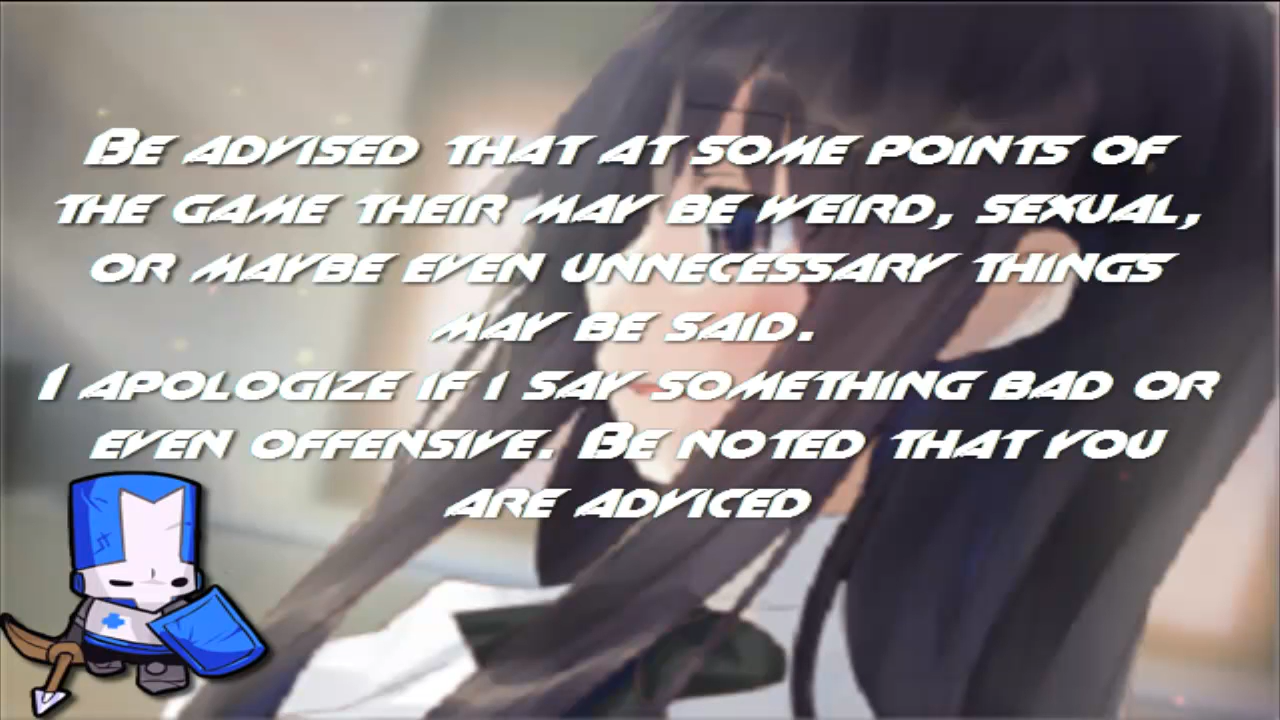 Be advised that at some points of
the game their may be weird, sexual,
or maybe even unnecessary things
may be said.
I apologize if i say something bad or
even offensive. Be noted that you
are adviced